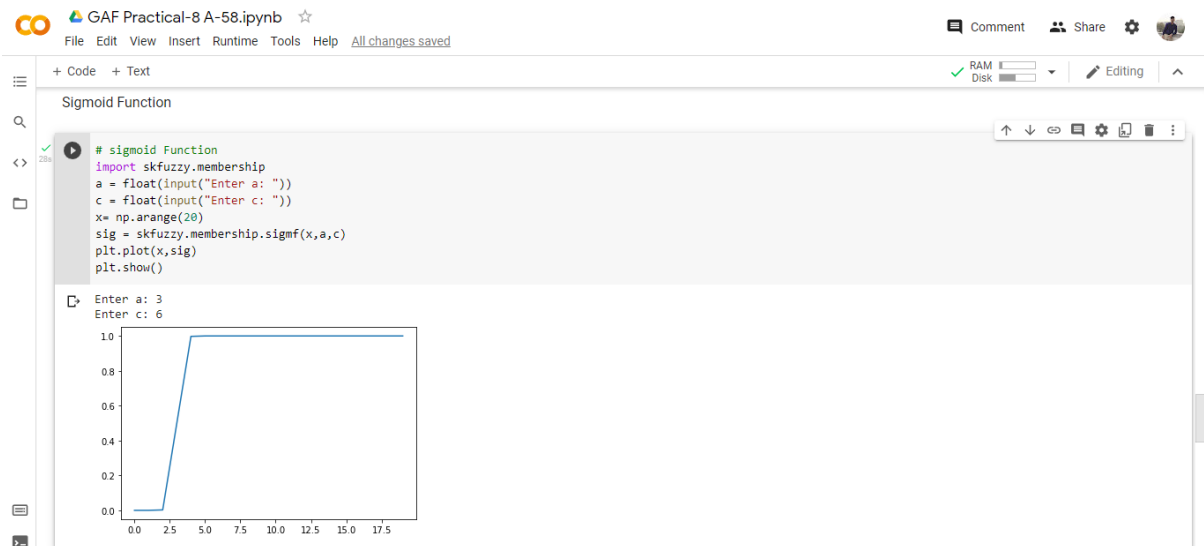 GAF Practical-8 A-58.ipynb
Comment Share
File Edit View Insert Runtime Tools Help All changes saved
+ Code + Text
RAM
Disk
Editing
Sigmoid Function
28s
# sigmoid Function
import skfuzzy.membership
a = float(input("Enter a: "))
c = float(input("Enter c: "))
x= np.arange(20)
sig = skfuzzy.membership.sigmf(x,a,c)
plt.plot(x,sig)
plt.show()
Enter a: 3
Enter c: 6
1.0
0.8
0.6
0.4
0.2
0.0
0.0 2.5 5.0 7.5 10.0 12.5 15.0 17.5